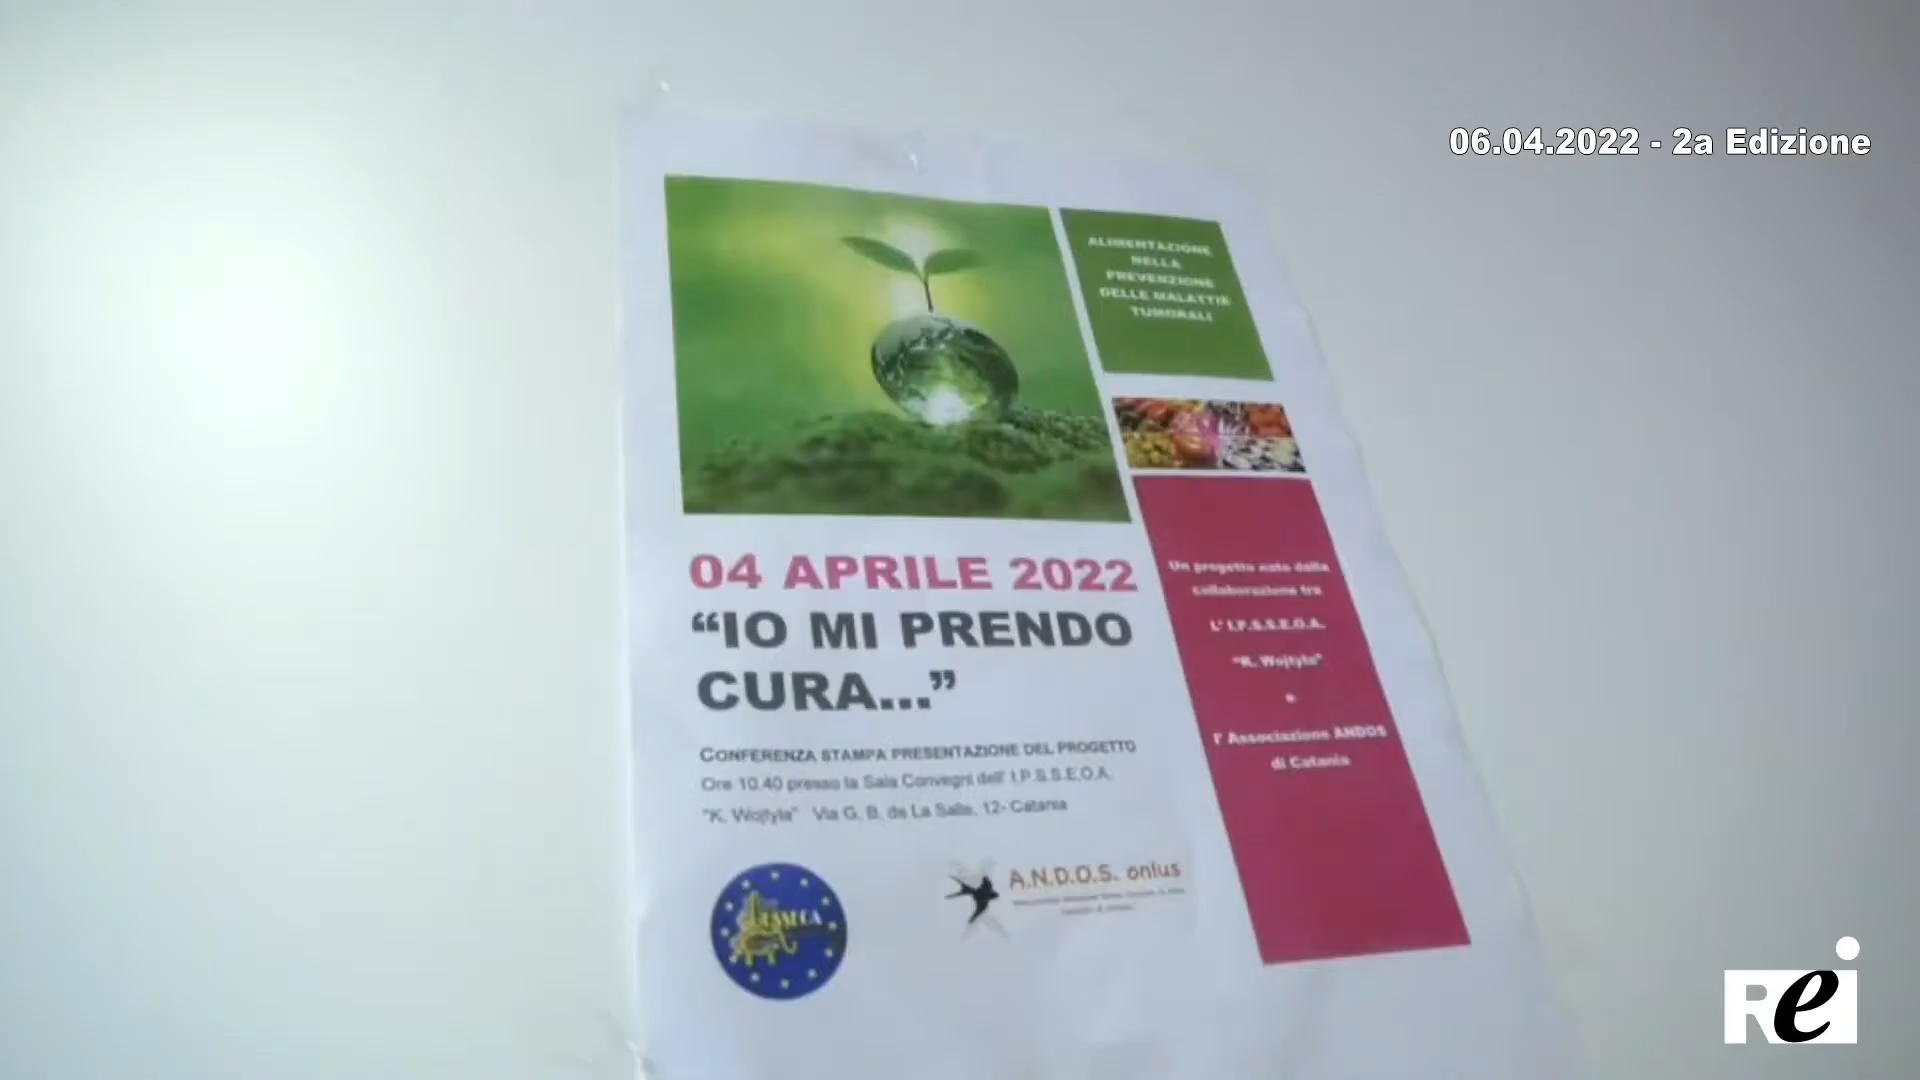 06.04.2022 - 2a Edizione
ALIMENTAZIONE
NELLA
PREVENZIONE
DELLE MALATTIE
TUMORALI
04 APRILE 2022
“IO MI PRENDO
CURA...”
CONFERENZA STAMPA PRESENTAZIONE DEL PROGETTO
Ore 10.40 presso la Sala Convegni dell' I.P.S.S.E.O.A.
"K. Wojtyla" Via G. B. de La Salle, 12- Catania
Un progetto nato dalla
collaborazione tra
L' I.P.S.S.E.O.A.
"K. Wojtyla"
e
l' Associazione ANDOS
di Catania
A.N.D.O.S. onlus
Re